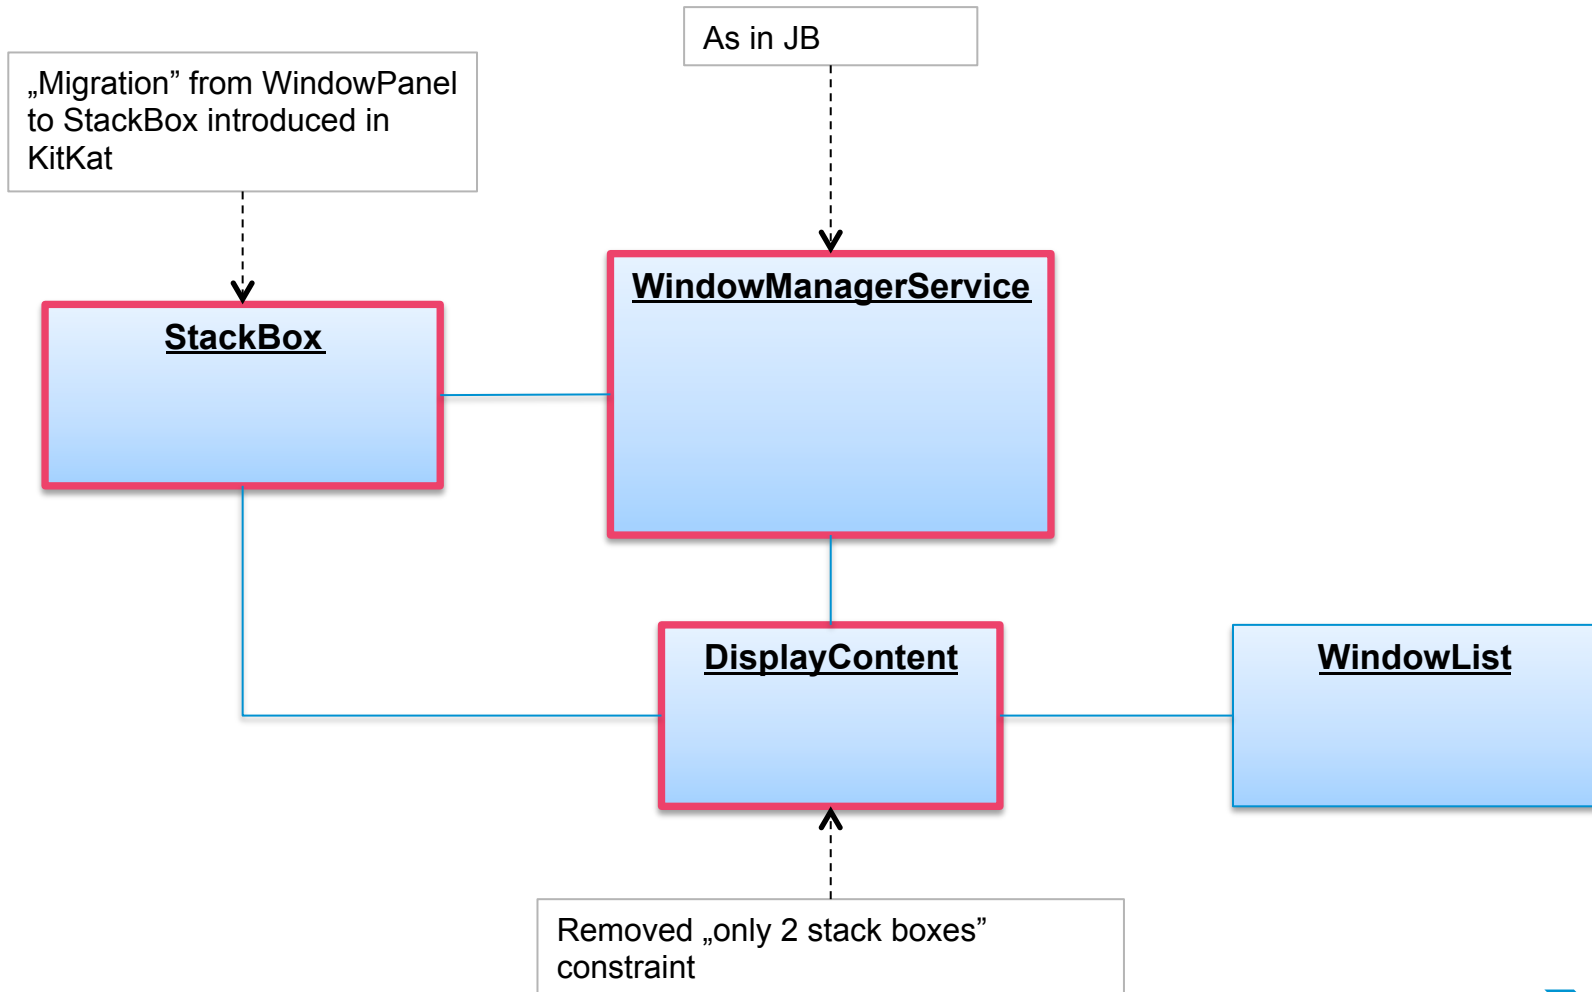 As in JB
„Migration” from WindowPanel
to StackBox introduced in
KitKat
WindowManagerService
StackBox
DisplayContent
WindowList
Removed „only 2 stack boxes”
constraint